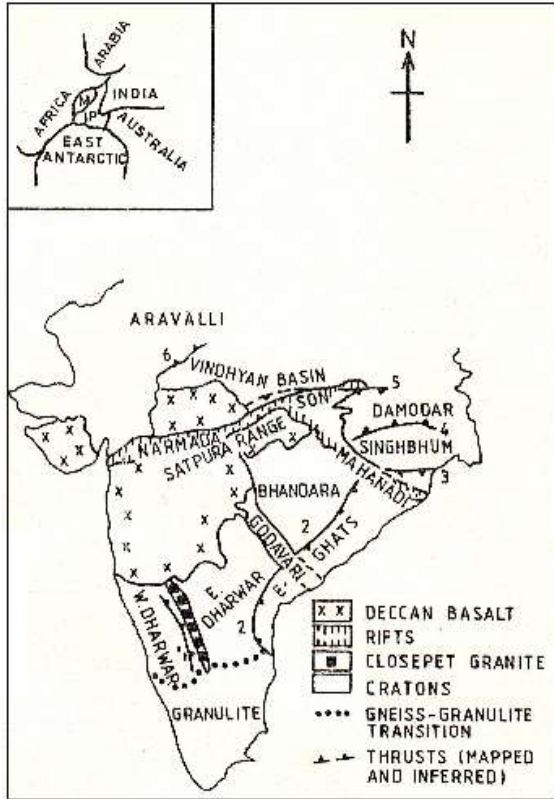 N
ARABIA
AFRICA
M
INDIA
IP
AUSTRALIA
EAST
ANTARCTIC
ARAVALLI
6
VINDHYAN BASIN
SON
5
DAMODAR
4
NARMADA
SATPURA RANGE
SINGHBHUM
MAHANADI
3
BHANDARA
2
GODAVARI
E. GHATS
E.
DHARWAR
W. DHARWAR
2
1
GRANULITE
DECCAN BASALT
RIFTS
CLOSEPET GRANITE
CRATONS
GNEISS-GRANULITE
TRANSITION
THRUSTS (MAPPED
AND INFERRED)